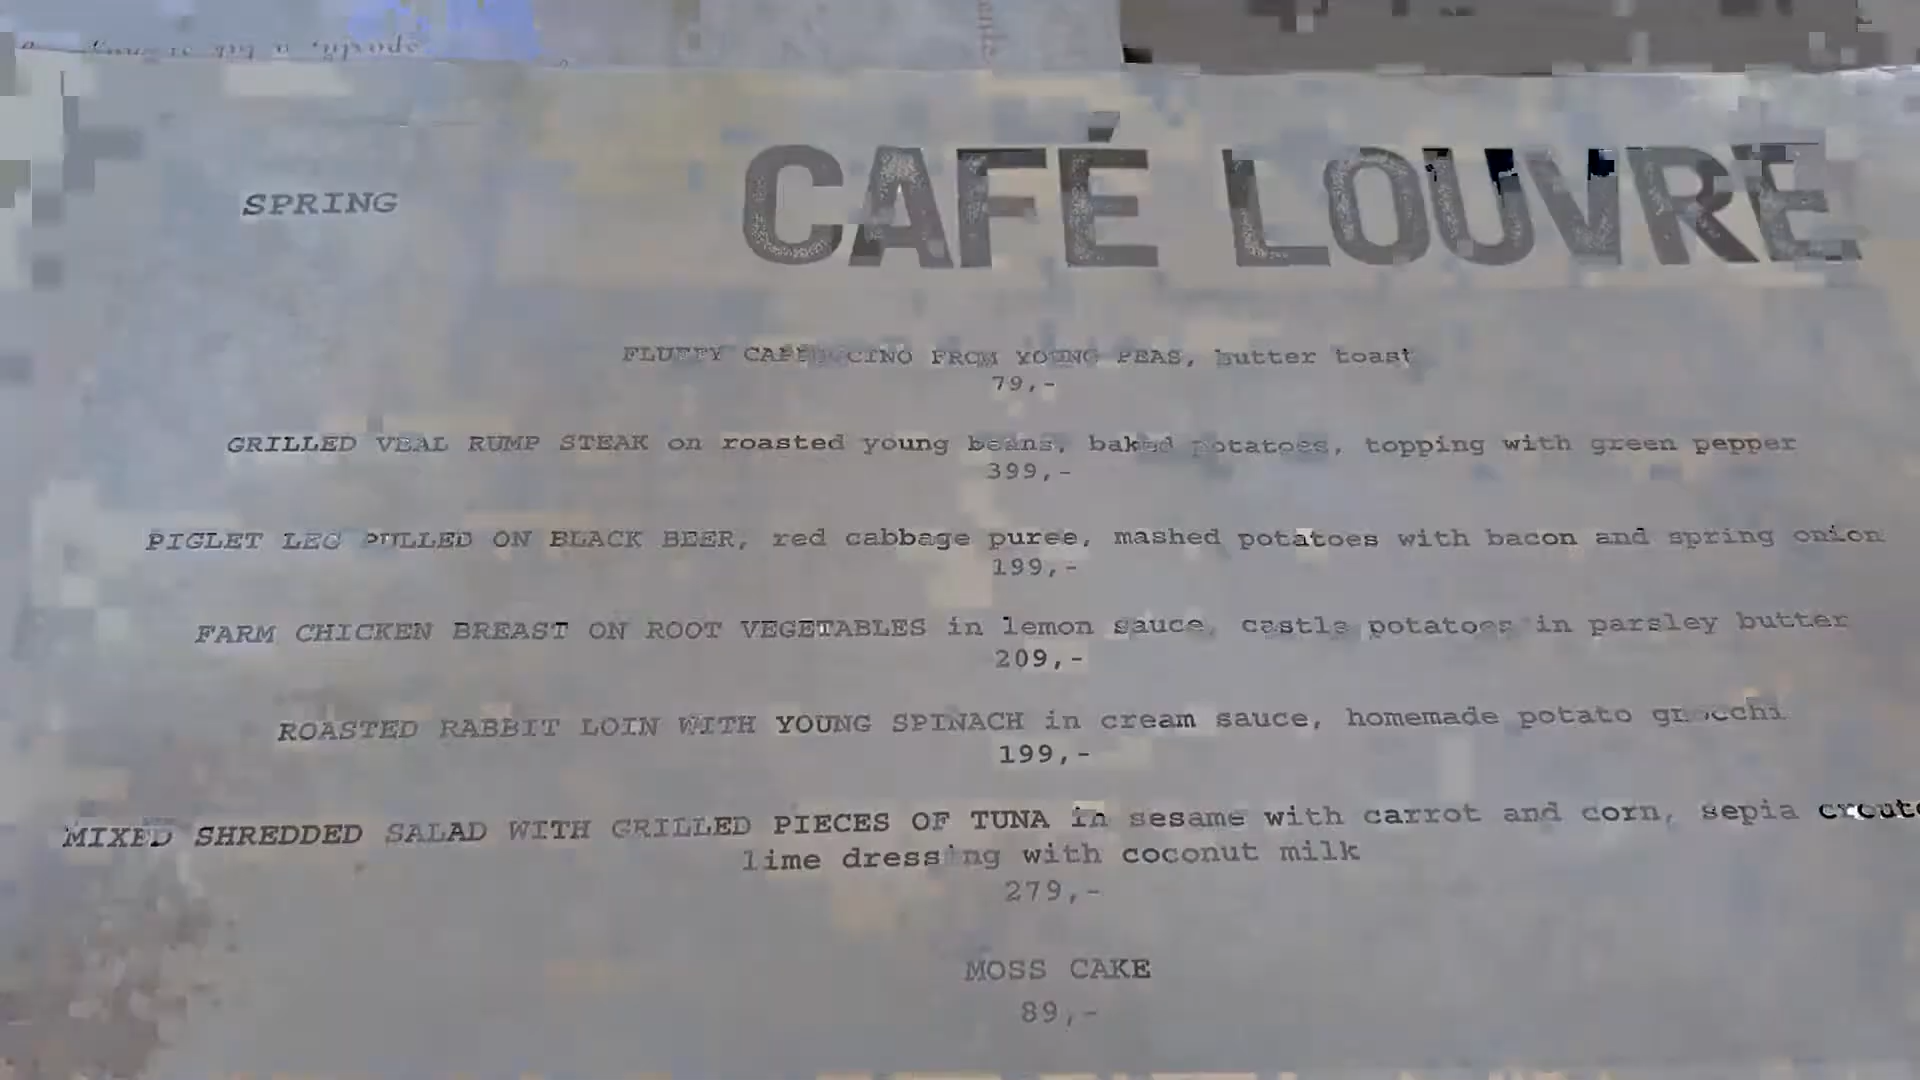 SPRING
CAFÉ LOUVRE
FLUFFY CAPPUCCINO FROM YOUNG PEAS, butter toast
79,-
GRILLED VEAL RUMP STEAK on roasted young beans, baked potatoes, topping with green pepper
399,-
PIGLET LEG PULLED ON BLACK BEER, red cabbage puree, mashed potatoes with bacon and spring onion
199,-
FARM CHICKEN BREAST ON ROOT VEGETABLES in lemon sauce, castle potatoes in parsley butter
209,-
ROASTED RABBIT LOIN WITH YOUNG SPINACH in cream sauce, homemade potato gnocchi
199,-
MIXED SHREDDED SALAD WITH GRILLED PIECES OF TUNA in sesame with carrot and corn, sepia
lime dressing with coconut milk
279,-
MOSS CAKE
89,-